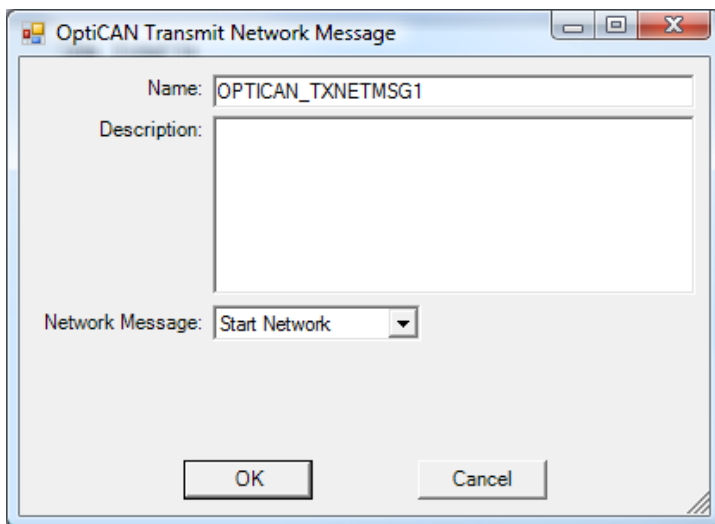 OptiCAN Transmit Network Message
Name: OPTICAN_TXNETMSG1
Description:
Network Message: Start Network
OK Cancel